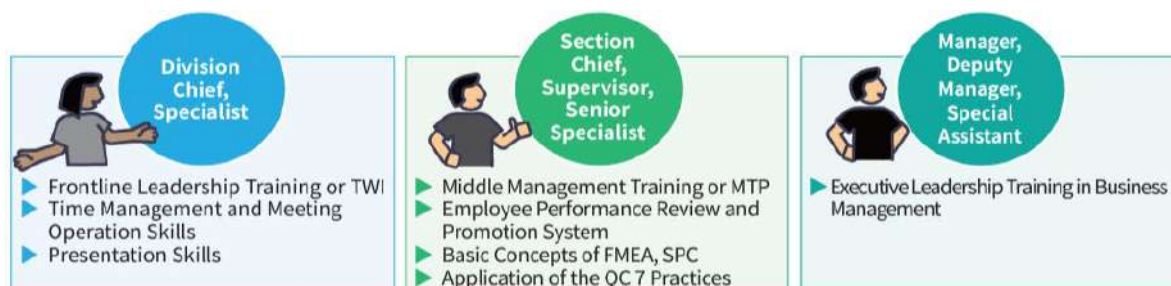 Division
Chief,
Specialist
Frontline Leadership Training or TWI
Time Management and Meeting
Operation Skills
Presentation Skills
Section
Chief,
Supervisor,
Senior
Specialist
Middle Management Training or MTP
Employee Performance Review and
Promotion System
Basic Concepts of FMEA, SPC
Application of the QC 7 Practices
Manager,
Deputy
Manager,
Special
Assistant
Executive Leadership Training in Business
Management